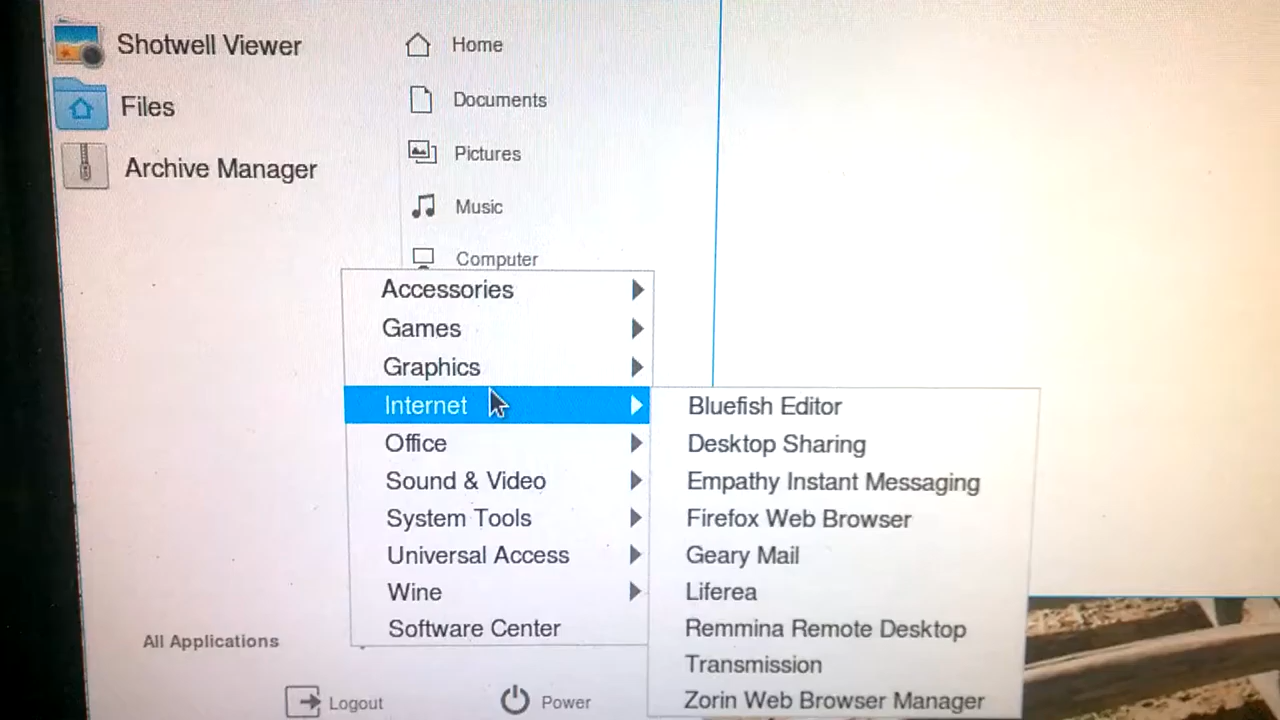 Shotwell Viewer
Files
Archive Manager
Home
Documents
Pictures
Music
Computer
Accessories
Games
Graphics
Internet
Office
Sound & Video
System Tools
Universal Access
Wine
Software Center
Bluefish Editor
Desktop Sharing
Empathy Instant Messaging
Firefox Web Browser
Geary Mail
Liferea
Remmina Remote Desktop
Transmission
Zorin Web Browser Manager
All Applications
Logout
Power